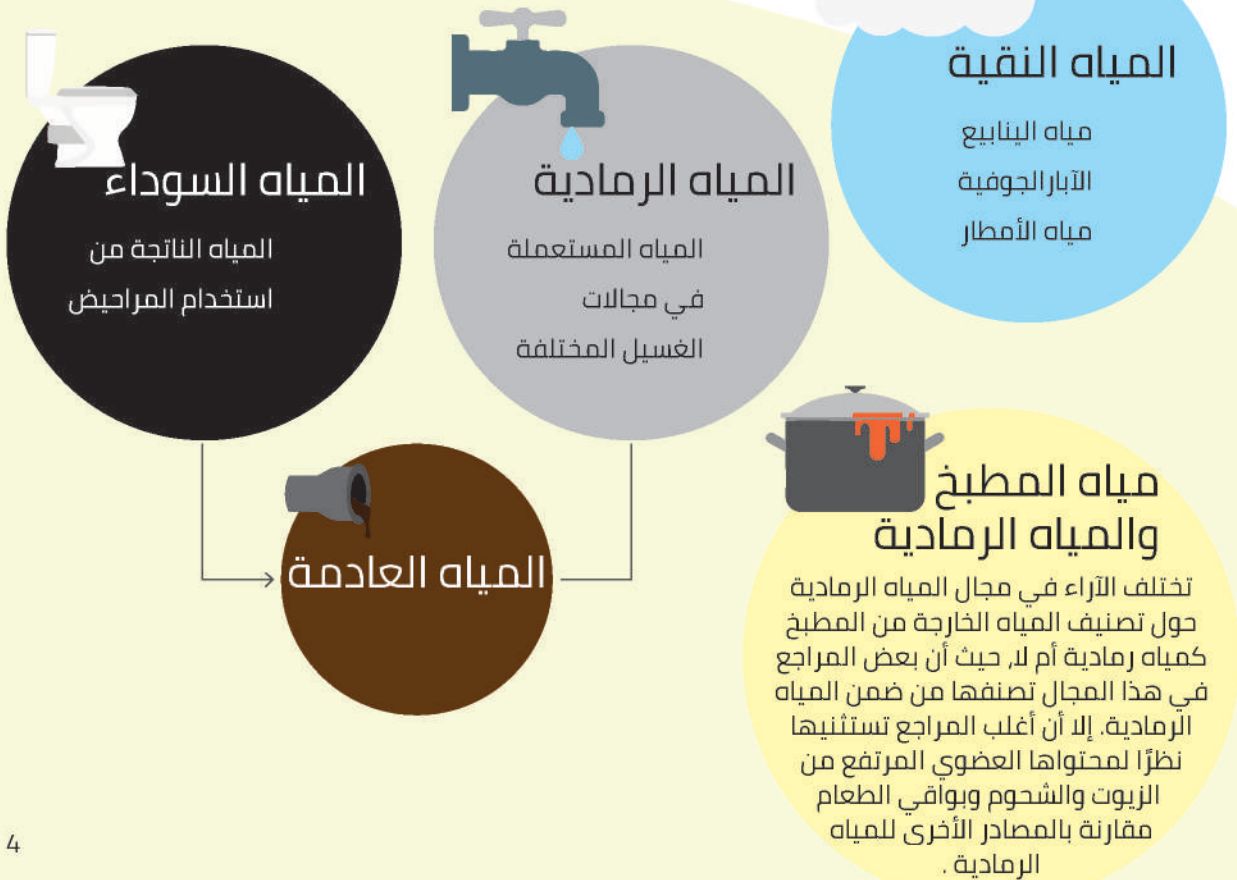 المياه النقية
مياه الينابيع
الآبار الجوفية
مياه الأمطار
المياه الرمادية
المياه المستعملة
في مجالات
الغسيل المختلفة
المياه السوداء
المياه الناتجة من
استخدام المراحيض
المياه العادمة
مياه المطبخ
والمياه الرمادية
تختلف الآراء في مجال المياه الرمادية
حول تصنيف المياه الخارجة من المطبخ
كمياه رمادية أم لا، حيث أن بعض المراجع
في هذا المجال تصنفها من ضمن المياه
الرمادية. إلا أن أغلب المراجع تستثنيها
نظرًا لمحتواها العضوي المرتفع من
الزيوت والشحوم وبواقي الطعام
مقارنة بالمصادر الأخرى للمياه
الرمادية .
4